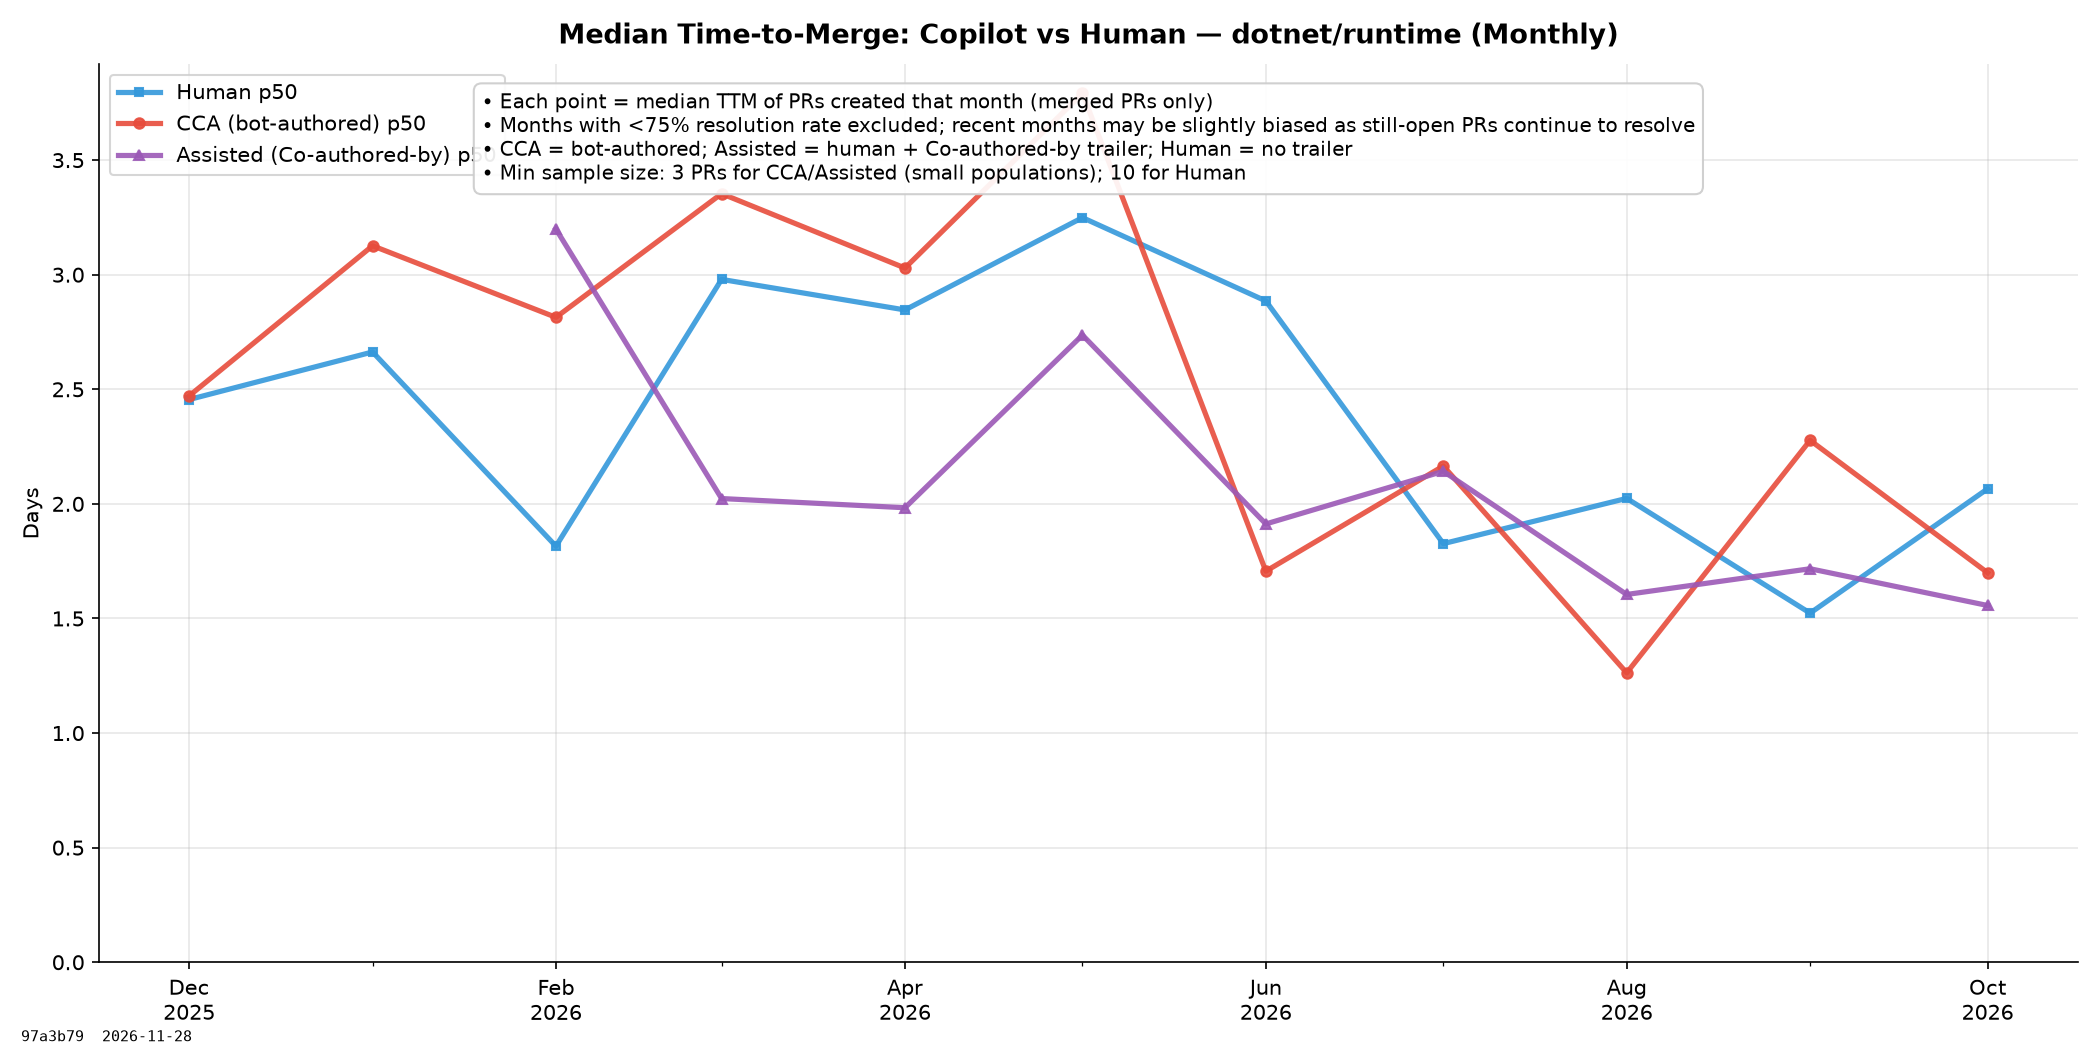 Median Time-to-Merge: Copilot vs Human — dotnet/runtime (Monthly)
Human p50
CCA (bot-authored) p50
Assisted (Co-authored-by) p50
• Each point = median TTM of PRs created that month (merged PRs only)
• Months with <75% resolution rate excluded; recent months may be slightly biased as still-open PRs continue to resolve
• CCA = bot-authored; Assisted = human + Co-authored-by trailer; Human = no trailer
• Min sample size: 3 PRs for CCA/Assisted (small populations); 10 for Human
Days
3.5
3.0
2.5
2.0
1.5
1.0
0.5
0.0
Dec
2025
Feb
2026
Apr
2026
Jun
2026
Aug
2026
Oct
2026
97a3b79 2026-11-28